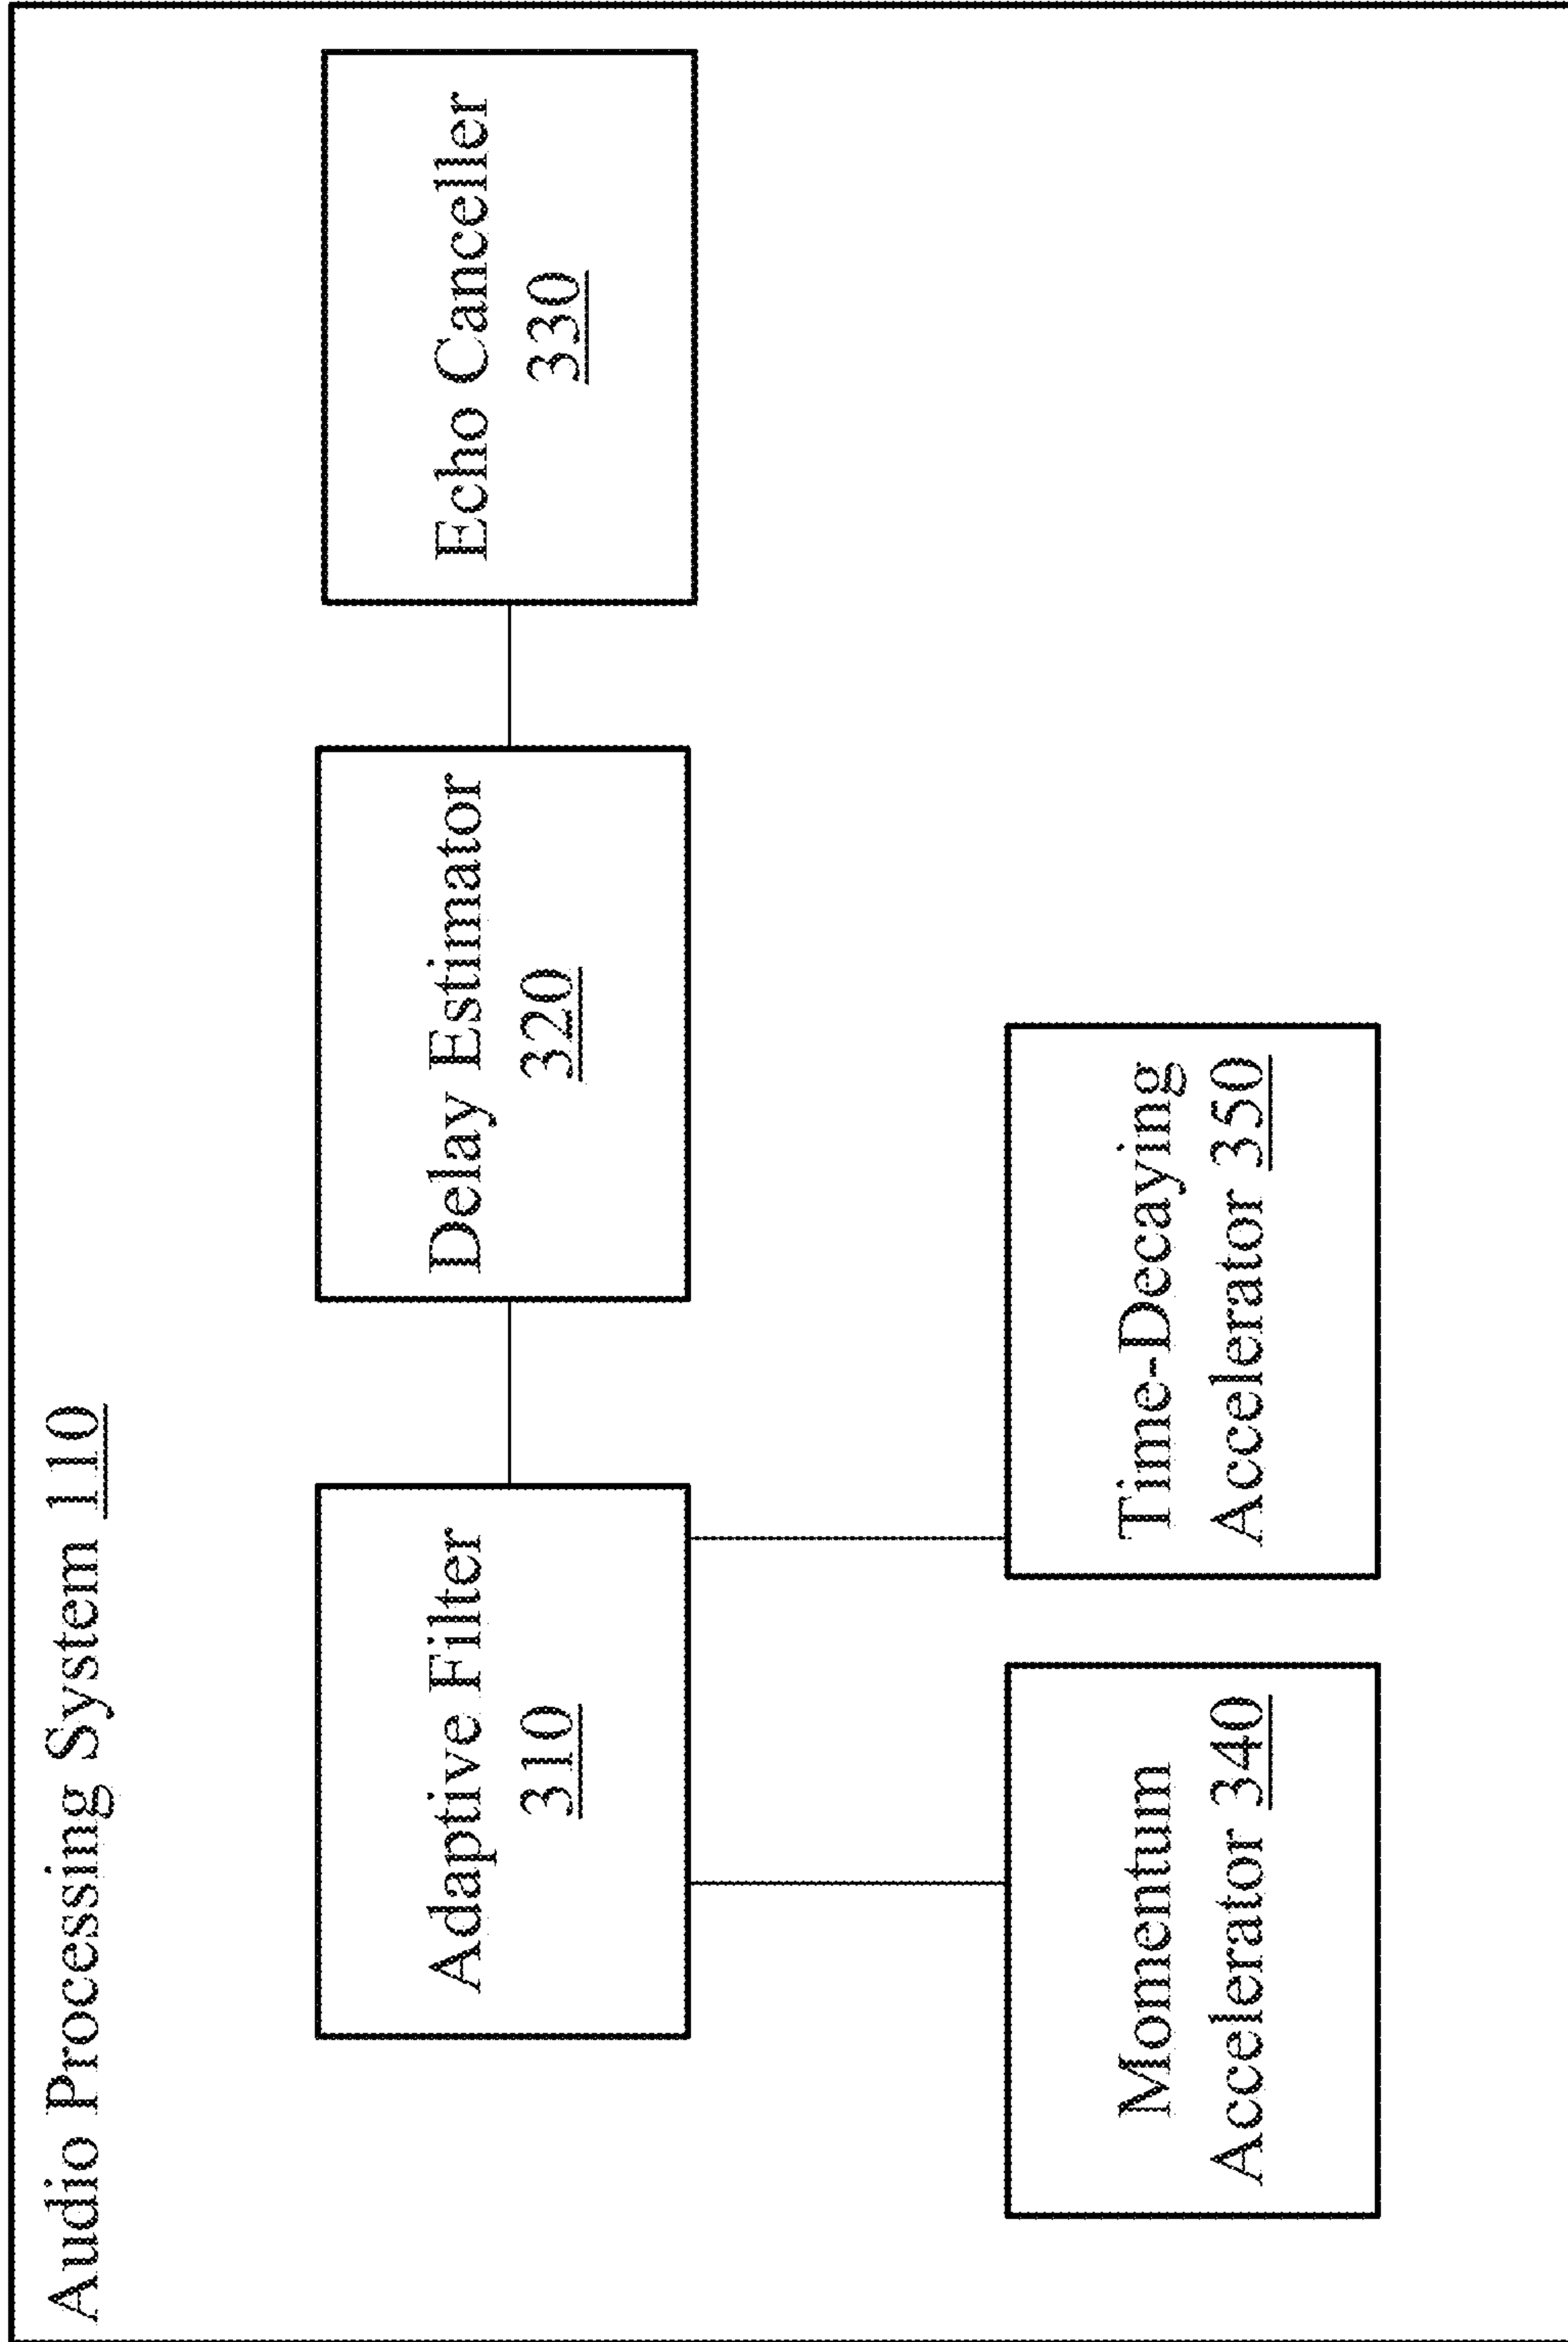 Audio Processing System 110
Adaptive Filter
310
Delay Estimator
320
Echo Canceller
330
Momentum
Accelerator 340
Time-Decaying
Accelerator 350